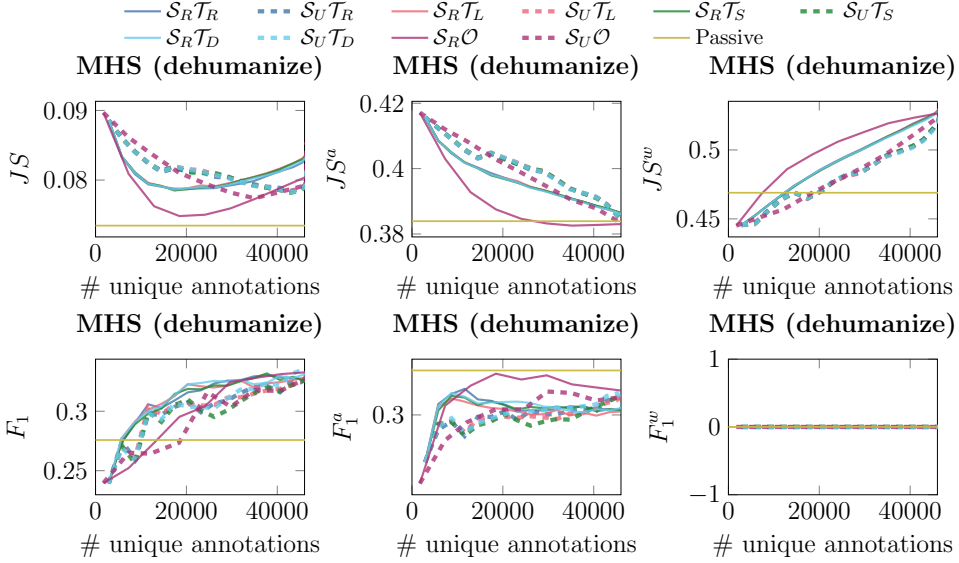 S_R T_R S_U T_R S_R T_L S_U T_L S_R T_S S_U T_S
S_R T_D S_U T_D S_R O S_U O Passive
MHS (dehumanize) MHS (dehumanize) MHS (dehumanize)
0.09
0.08
JS
0 20000 40000
# unique annotations
0.42
0.4
0.38
JS^a
0 20000 40000
# unique annotations
0.5
0.45
JS^w
0 20000 40000
# unique annotations
MHS (dehumanize) MHS (dehumanize) MHS (dehumanize)
0.3
0.25
F_1
0 20000 40000
# unique annotations
0.3
F_1^a
0 20000 40000
# unique annotations
1
0
−1
F_1^w
0 20000 40000
# unique annotations